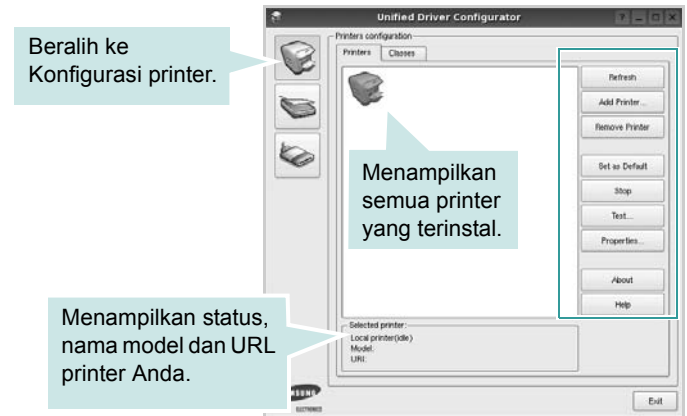 Unified Driver Configurator
Beralih ke
Konfigurasi printer.
Printers configuration
Printers
Classes
Refresh
Add Printer...
Remove Printer
Set as Default
Stop
Test...
Properties...
About
Help
Menampilkan
semua printer
yang terinstal.
Menampilkan status,
nama model dan URL
printer Anda.
Selected printer:
Local printer(idle)
Model:
URI:
ELECTRONICS
Exit